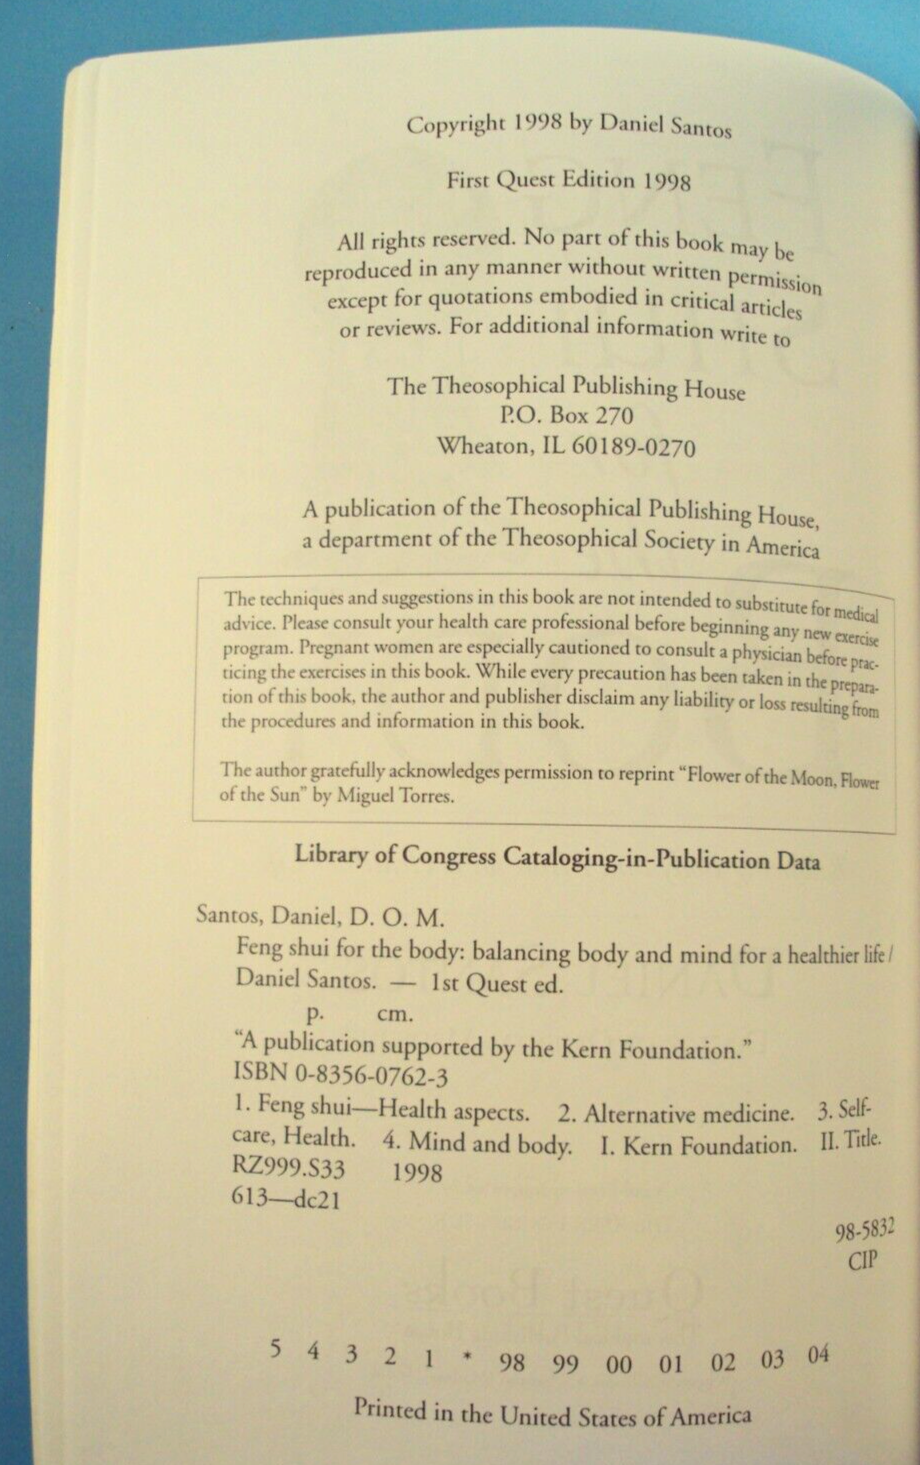 Copyright 1998 by Daniel Santos
First Quest Edition 1998
All rights reserved. No part of this book may be
reproduced in any manner without written permission
except for quotations embodied in critical articles
or reviews. For additional information write to
The Theosophical Publishing House
P.O. Box 270
Wheaton, IL 60189-0270
A publication of the Theosophical Publishing House,
a department of the Theosophical Society in America
The techniques and suggestions in this book are not intended to substitute for medical
advice. Please consult your health care professional before beginning any new exercise
program. Pregnant women are especially cautioned to consult a physician before prac-
ticing the exercises in this book. While every precaution has been taken in the prepara-
tion of this book, the author and publisher disclaim any liability or loss resulting from
the procedures and information in this book.
The author gratefully acknowledges permission to reprint "Flower of the Moon, Flower
of the Sun" by Miguel Torres.
Library of Congress Cataloging-in-Publication Data
Santos, Daniel, D. O. M.
Feng shui for the body: balancing body and mind for a healthier life /
Daniel Santos. — 1st Quest ed.
p. cm.
"A publication supported by the Kern Foundation."
ISBN 0-8356-0762-3
1. Feng shui—Health aspects. 2. Alternative medicine. 3. Self-
care, Health. 4. Mind and body. I. Kern Foundation. II. Title.
RZ999.S33 1998
613—dc21
98-5832
CIP
5 4 3 2 1 * 98 99 00 01 02 03 04
Printed in the United States of America